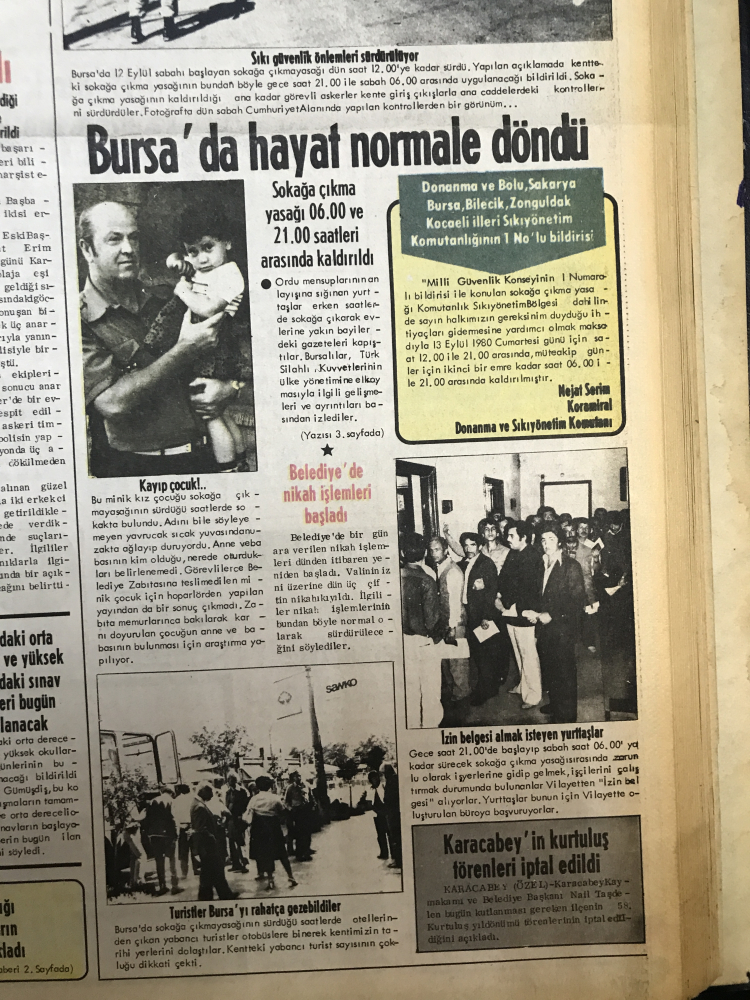 Sıkı güvenlik önlemleri sürdürülüyor
Bursa'da 12 Eylül sabahı başlayan sokağa çıkmayasağı dün saat 12.00'ye kadar sürdü. Yapılan açıklamada kentte-
ki sokağa çıkma yasağının bundan böyle gece saat 21.00 ile sabah 06.00 arasında uygulanacağı bildirildi. Soka -
ğa çıkma yasağının kaldırıldığı ana kadar görevli askerler kente giriş çıkışlarla ana caddelerdeki kontrolleri-
ni sürdürdüler. Fotoğrafta dün sabah Cumhuriyet Alanında yapılan kontrollerden bir görünüm...
Bursa'da hayat normale döndü
Sokağa çıkma
yasağı 06.00 ve
21.00 saatleri
arasında kaldırıldı
● Ordu mensuplarının an
layışına sığınan yurt -
taşlar erken saatler-
de sokağa çıkarak ev-
lerine yakın bayiler -
deki gazeteleri kapış-
tılar. Bursalılar, Türk
Silahlı Kuvvetlerinin
ülke yönetimine elkoy
masıyla ilgili gelişme-
leri ve ayrıntıları ba-
sından izlediler.
(Yazısı 3. sayfada)
Donanma ve Bolu,Sakarya
Bursa,Bilecik,Zonguldak
Kocaeli illeri Sıkıyönetim
Komutanlığının 1 No'lu bildirisi
"Milli Güvenlik Konseyinin 1 Numara-
lı bildirisi ile konulan sokağa çıkma yasa -
ğı Komutanlık Sıkıyönetim Bölgesi dahilin-
de sayın halkımızın gereksinim duyduğu ih-
tiyaçları gidermesine yardımcı olmak maksa
dıyla 13 Eylül 1980 Cumartesi günü için sa-
at 12.00 ile 21.00 arasında, müteakip gün-
ler için ikinci bir emre kadar saat 06.00 i -
le 21.00 arasında kaldırılmıştır.
Nejat Serim
Koramiral
Donanma ve Sıkıyönetim Komutanı
Kayıp çocuk!..
Bu minik kız çocuğu sokağa çık -
mayasağının sürdüğü saatlerde so -
kakta bulundu. Adını bile söyleye -
meyen yavrucak sıcak yuvasından u-
zakta ağlayıp duruyordu. Anne veba
basının kim olduğu, nerede oturduk-
ları belirlenemedi. Görevlilerce Be-
lediye Zabıtasına teslim edilen mi -
nik çocuk için hoparlörden yapılan
yayından da bir sonuç çıkmadı. Za-
bıta memurlarınca bakılarak kar -
nı doyurulan çocuğun anne ve ba -
basının bulunması için araştırma ya-
pılıyor.
Belediye'de
nikah işlemleri
başladı
Belediye'de bir gün
ara verilen nikah işlem-
leri dünden itibaren ye-
niden başladı. Valinin iz
ni üzerine dün üç çif -
tin nikahı kıyıldı. İlgili -
ler nikah işlemlerinin
bundan böyle normal o -
larak sürdürülece -
ğini söylediler.
İzin belgesi almak isteyen yurttaşlar
Gece saat 21.00'de başlayıp sabah saat 06.00' ya
kadar sürecek sokağa çıkma yasağı sırasında zorun
lu olarak işyerlerine gidip gelmek, işçilerini çalış
tırmak durumunda bulunanlar Vilayetten "İzin bel
gesi" alıyorlar. Yurttaşlar bunun için Vilayette o-
luşturulan büroya başvuruyorlar.
SANKO
Turistler Bursa'yı rahatça gezebildiler
Bursa'da sokağa çıkmayasağının sürdüğü saatlerde otellerin-
den çıkan yabancı turistler otobüslere binerek kentimizin ta -
rihi yerlerini dolaştılar. Kentteki yabancı turist sayısının çok-
luğu dikkati çekti.
Karacabey'in kurtuluş
törenleri iptal edildi
KARACABEY (ÖZEL)-Karacabey Kay-
makamı ve Belediye Başkanı Nail Taşde -
len bugün kutlanması gereken ilçenin 58.
Kurtuluş yıldönümü törenlerinin iptal edil-
diğini açıkladı.
daki orta
ve yüksek
daki sınav
eri bugün
lanacak